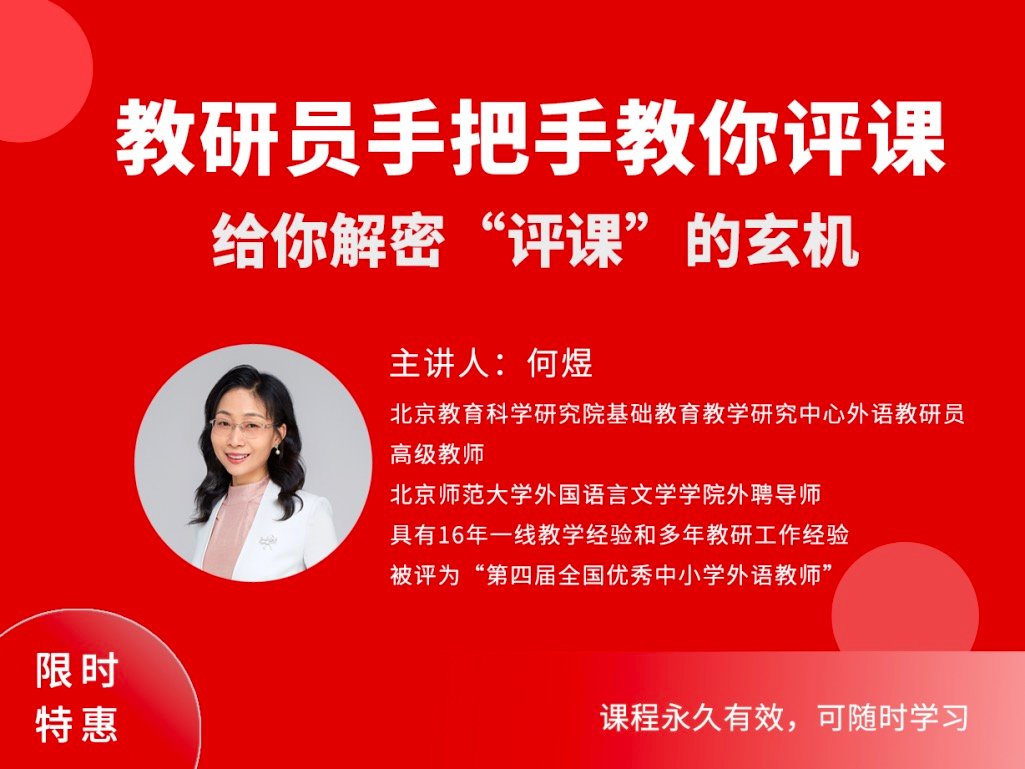 教研员手把手教你评课
给你解密“评课”的玄机
主讲人：何煜
北京教育科学研究院基础教育教学研究中心外语教研员
高级教师
北京师范大学外国语言文学学院外聘导师
具有16年一线教学经验和多年教研工作经验
被评为“第四届全国优秀中小学外语教师”
限时
特惠
课程永久有效，可随时学习